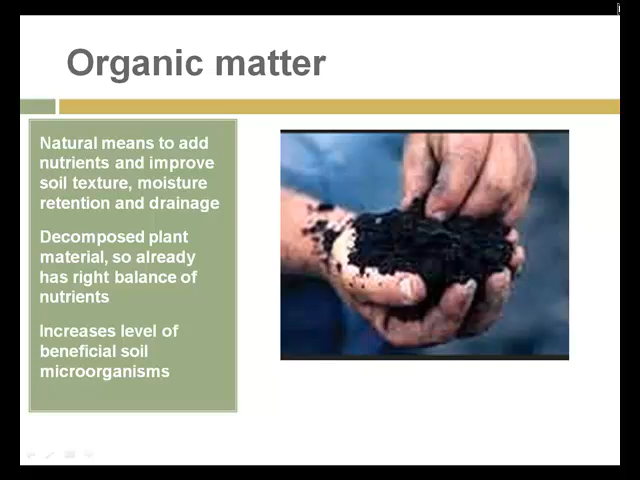 Organic matter
Natural means to add
nutrients and improve
soil texture, moisture
retention and drainage
Decomposed plant
material, so already
has right balance of
nutrients
Increases level of
beneficial soil
microorganisms